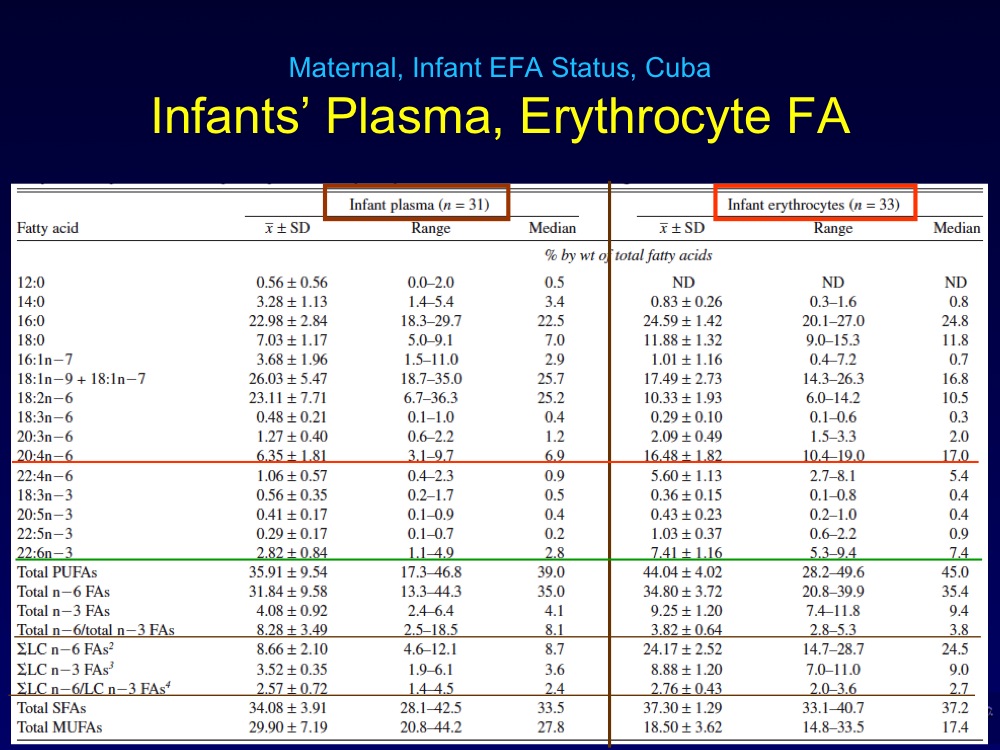 Maternal, Infant EFA Status, Cuba
Infants’ Plasma, Erythrocyte FA
Infant plasma (n = 31) Infant erythrocytes (n = 33)
Fatty acid x̅ ± SD Range Median x̅ ± SD Range Median
% by wt of total fatty acids
12:0 0.56 ± 0.56 0.0–2.0 0.5 ND ND ND
14:0 3.28 ± 1.13 1.4–5.4 3.4 0.83 ± 0.26 0.3–1.6 0.8
16:0 22.98 ± 2.84 18.3–29.7 22.5 24.59 ± 1.42 20.1–27.0 24.8
18:0 7.03 ± 1.17 5.0–9.1 7.0 11.88 ± 1.32 9.0–15.3 11.8
16:1n−7 3.68 ± 1.96 1.5–11.0 2.9 1.01 ± 1.16 0.4–7.2 0.7
18:1n−9 + 18:1n−7 26.03 ± 5.47 18.7–35.0 25.7 17.49 ± 2.73 14.3–26.3 16.8
18:2n−6 23.11 ± 7.71 6.7–36.3 25.2 10.33 ± 1.93 6.0–14.2 10.5
18:3n−6 0.48 ± 0.21 0.1–1.0 0.4 0.29 ± 0.10 0.1–0.6 0.3
20:3n−6 1.27 ± 0.40 0.6–2.2 1.2 2.09 ± 0.49 1.5–3.3 2.0
20:4n−6 6.35 ± 1.81 3.1–9.7 6.9 16.48 ± 1.82 10.4–19.0 17.0
22:4n−6 1.06 ± 0.57 0.4–2.3 0.9 5.60 ± 1.13 2.7–8.1 5.4
18:3n−3 0.56 ± 0.35 0.2–1.7 0.5 0.36 ± 0.15 0.1–0.8 0.4
20:5n−3 0.41 ± 0.17 0.1–0.9 0.4 0.43 ± 0.23 0.2–1.0 0.4
22:5n−3 0.29 ± 0.17 0.1–0.7 0.2 1.03 ± 0.37 0.6–2.2 0.9
22:6n−3 2.82 ± 0.84 1.1–4.9 2.8 7.41 ± 1.16 5.3–9.4 7.4
Total PUFAs 35.91 ± 9.54 17.3–46.8 39.0 44.04 ± 4.02 28.2–49.6 45.0
Total n−6 FAs 31.84 ± 9.58 13.3–44.3 35.0 34.80 ± 3.72 20.8–39.9 35.4
Total n−3 FAs 4.08 ± 0.92 2.4–6.4 4.1 9.25 ± 1.20 7.4–11.8 9.4
Total n−6/total n−3 FAs 8.28 ± 3.49 2.5–18.5 8.1 3.82 ± 0.64 2.8–5.3 3.8
ΣLC n−6 FAs² 8.66 ± 2.10 4.6–12.1 8.7 24.17 ± 2.52 14.7–28.7 24.5
ΣLC n−3 FAs³ 3.52 ± 0.35 1.9–6.1 3.6 8.88 ± 1.20 7.0–11.0 9.0
ΣLC n−6/LC n−3 FAs⁴ 2.57 ± 0.72 1.4–4.5 2.4 2.76 ± 0.43 2.0–3.6 2.7
Total SFAs 34.08 ± 3.91 28.1–42.5 33.5 37.30 ± 1.29 33.1–40.7 37.2
Total MUFAs 29.90 ± 7.19 20.8–44.2 27.8 18.50 ± 3.62 14.8–33.5 17.4